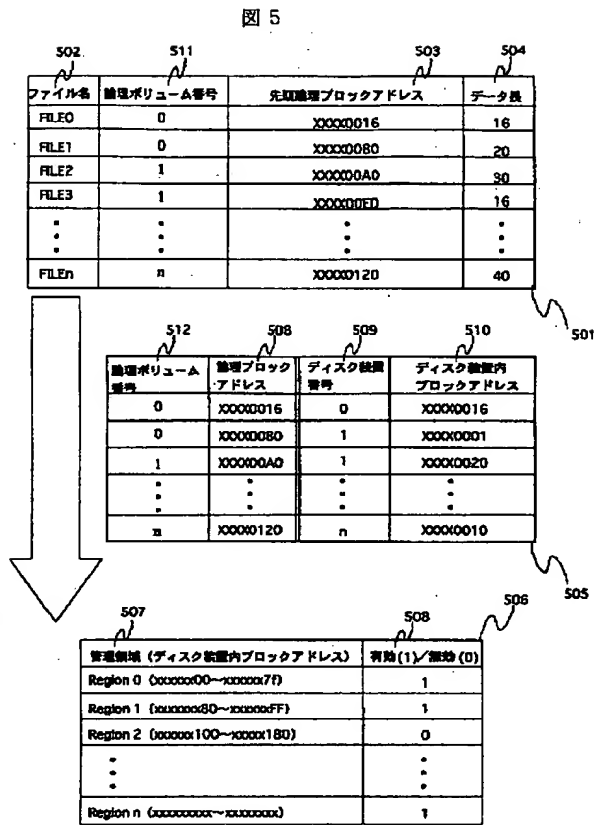 図 5
502 511 503 504
ファイル名 論理ボリューム番号 先頭論理ブロックアドレス データ長
FILE0 0 XXXX0016 16
FILE1 0 XXXX0080 20
FILE2 1 XXXX00A0 30
FILE3 1 16
FILEn n XXXX0120 40
501
512 508 509 510
論理ボリューム 論理ブロック ディスク装置 ディスク装置内
番号 アドレス 番号 ブロックアドレス
0 XXXX0016 0 XXXX0016
0 XXXX0080 1 XXXX0001
1 XXXX00A0 1 XXXX0020
n XXXX0120 n XXXX0010
505
507 508 506
管理領域（ディスク装置内ブロックアドレス） 有効(1)／無効(0)
Region 0 (xxxxxx00～xxxxxx7f) 1
Region 1 (xxxxxx80～xxxxxxFF) 1
Region 2 (xxxxx100～xxxxx180) 0
Region n (xxxxxxxxx～xxxxxxxx) 1